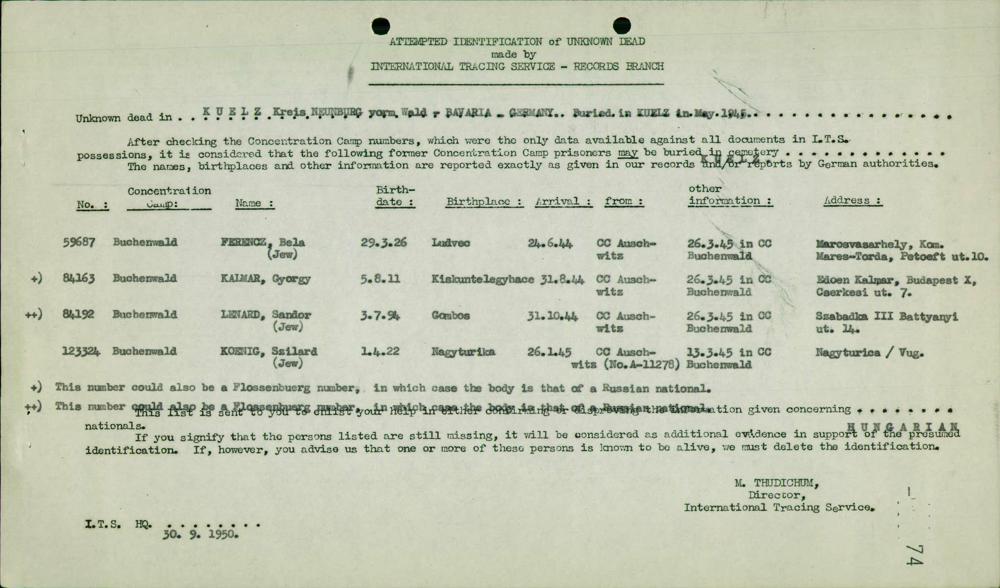 ATTEMPTED IDENTIFICATION of UNKNOWN DEAD
made by
INTERNATIONAL TRACING SERVICE - RECORDS BRANCH
Unknown dead in . . KUELZ Kreis NEUNBURG vorm Wald - BAVARIA - GERMANY.. Buried in KUELZ in May 1945
After checking the Concentration Camp numbers, which were the only data available against all documents in I.T.S.
possessions, it is considered that the following former Concentration Camp prisoners may be buried in cemetery KUELZ
The names, birthplaces and other information are reported exactly as given in our records and/or reports by German authorities.
No. : Concentration Camp: Name : Birth-date : Birthplace : Arrival : from : other information : Address :
59687 Buchenwald FERENCZ, Bela 29.3.26 Ludvec 24.6.44 CC Ausch- 26.3.45 in CC Marosvasarhely, Kom.
(Jew) witz Buchenwald Mares-Torda, Petoeft ut.10.
+) 84163 Buchenwald KALMAR, Gyorgy 5.8.11 Kiskuntelegyhace 31.8.44 CC Ausch- 26.3.45 in CC Edoen Kalmar, Budapest X,
witz Buchenwald Cserkesi ut. 7.
++) 84192 Buchenwald LENARD, Sandor 3.7.94 Gombos 31.10.44 CC Ausch- 26.3.45 in CC Szabadka III Battyanyi
(Jew) witz Buchenwald ut. 14.
123324 Buchenwald KOENIG, Szilard 1.4.22 Nagyturika 26.1.45 CC Ausch- 13.3.45 in CC Nagyturica / Vug.
(Jew) witz (No.A-11278) Buchenwald
+) This number could also be a Flossenbuerg number, in which case the body is that of a Russian national.
++) This number could also be a Flossenbuerg number, in which case the body is that of a Russian national.
This list is sent to you to enlist your help in either confirming or disproving the information given concerning HUNGARIAN
nationals.
If you signify that the persons listed are still missing, it will be considered as additional evidence in support of the presumed
identification. If, however, you advise us that one or more of these persons is known to be alive, we must delete the identification.
M. THUDICHUM,
Director,
International Tracing Service.
I.T.S. HQ. . . . . . . . .
30. 9. 1950.
74